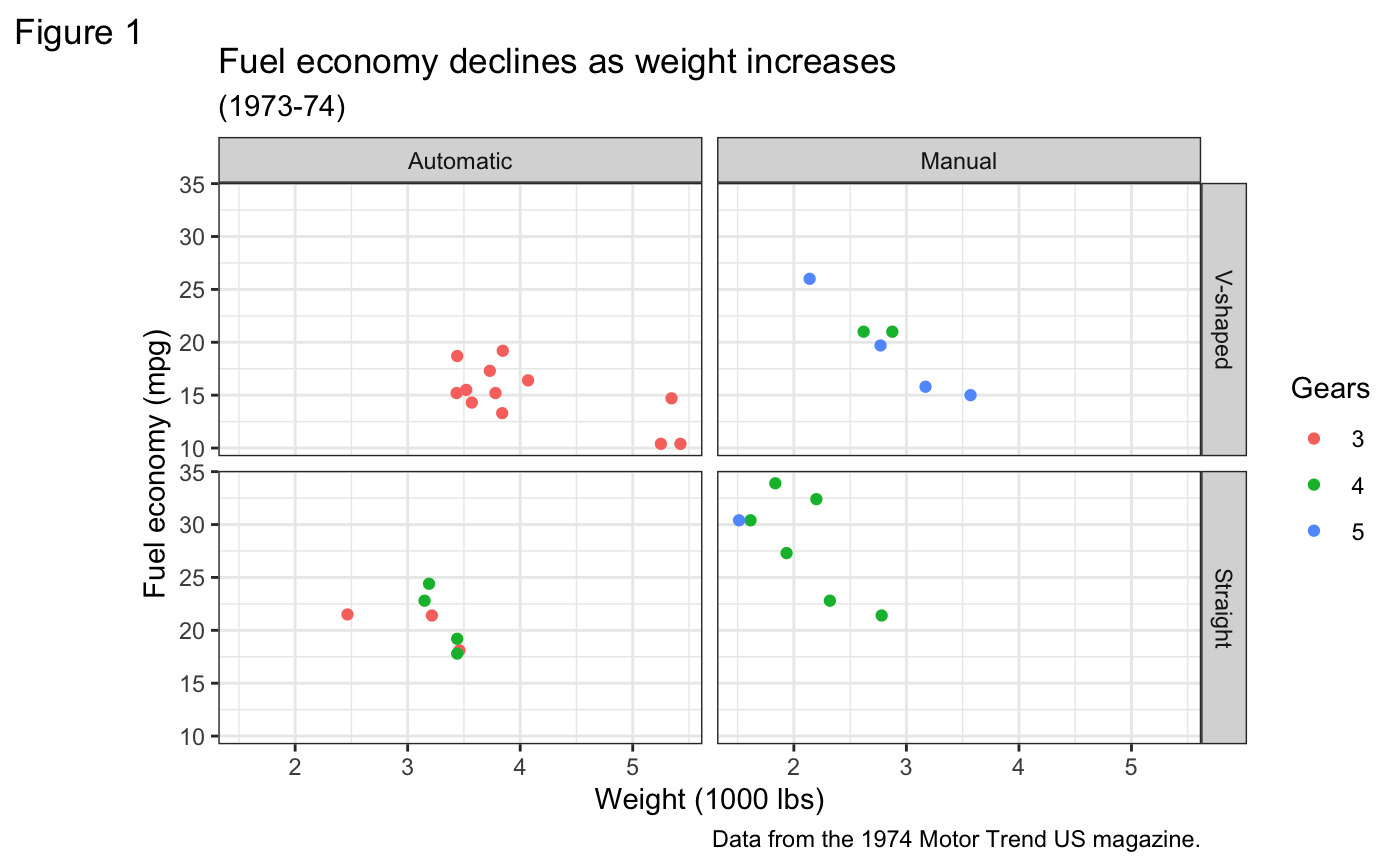 Figure 1
Fuel economy declines as weight increases
(1973-74)
Automatic
Manual
35
30
25
20
15
10
V-shaped
35
30
25
20
15
10
Straight
Fuel economy (mpg)
2 3 4 5
2 3 4 5
Weight (1000 lbs)
Gears
3
4
5
Data from the 1974 Motor Trend US magazine.